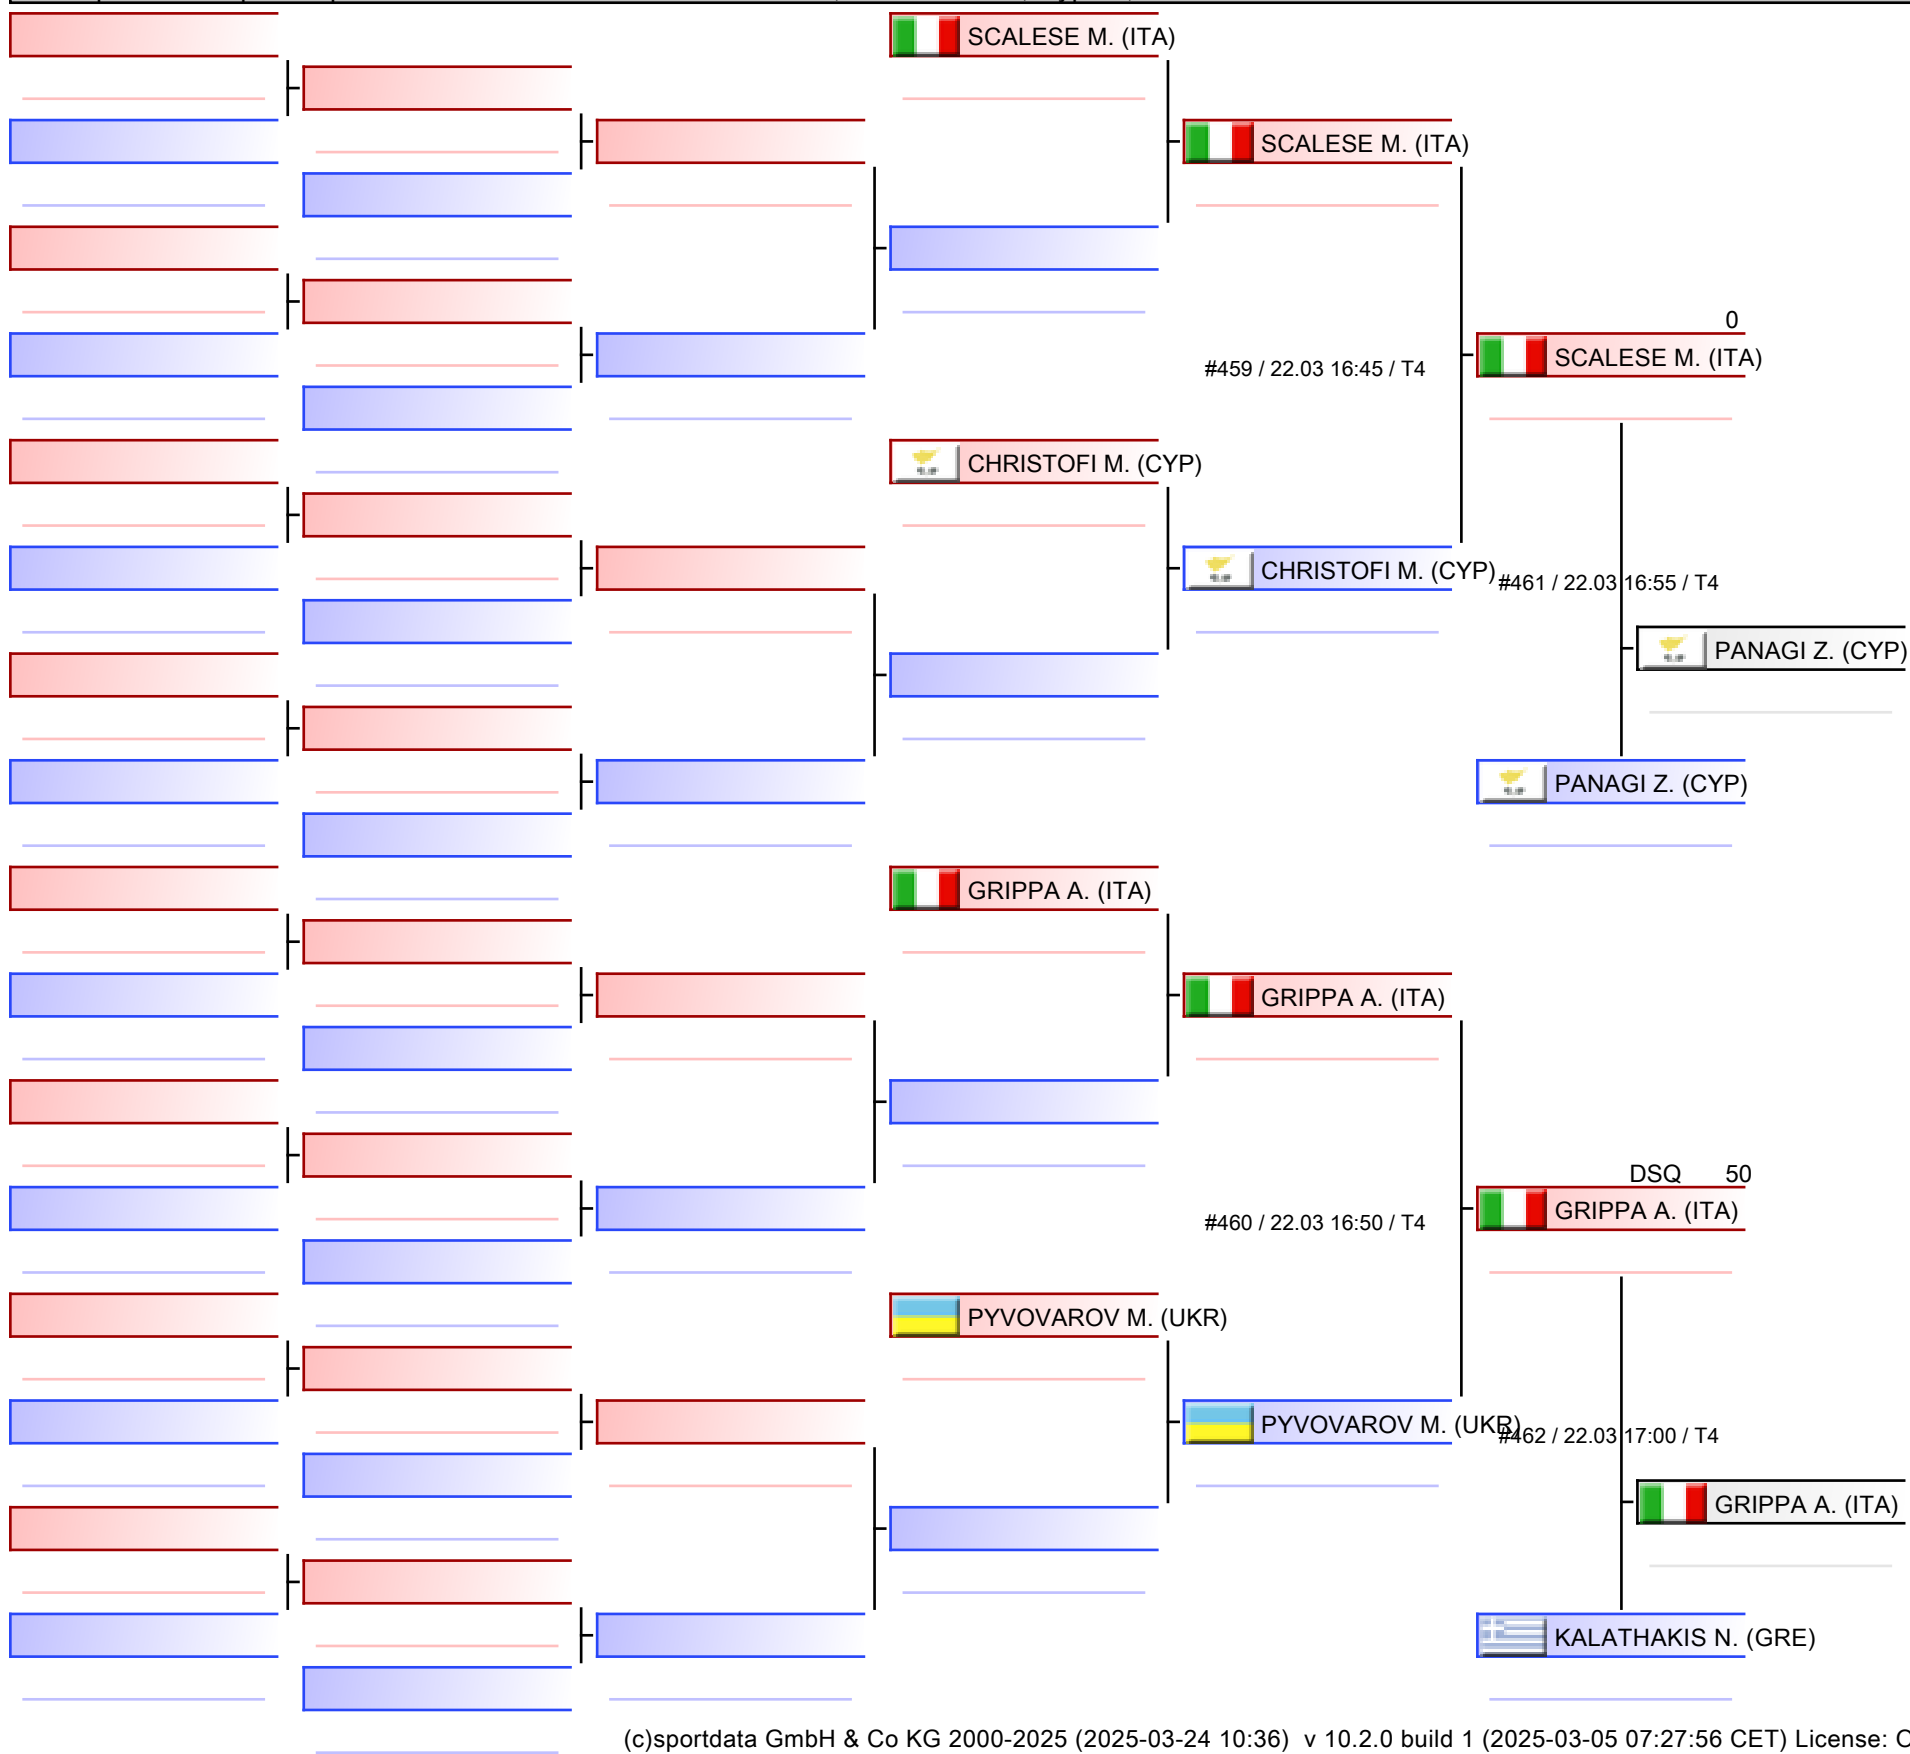 SCALESE M. (ITA)
SCALESE M. (ITA)
0
#459 / 22.03 16:45 / T4
SCALESE M. (ITA)
CHRISTOFI M. (CYP)
CHRISTOFI M. (CYP)
#461 / 22.03 16:55 / T4
PANAGI Z. (CYP)
PANAGI Z. (CYP)
GRIPPA A. (ITA)
GRIPPA A. (ITA)
DSQ 50
#460 / 22.03 16:50 / T4
GRIPPA A. (ITA)
PYVOVAROV M. (UKR)
PYVOVAROV M. (UKR)
#462 / 22.03 17:00 / T4
GRIPPA A. (ITA)
KALATHAKIS N. (GRE)
(c)sportdata GmbH & Co KG 2000-2025 (2025-03-24 10:36) v 10.2.0 build 1 (2025-03-05 07:27:56 CET) License: